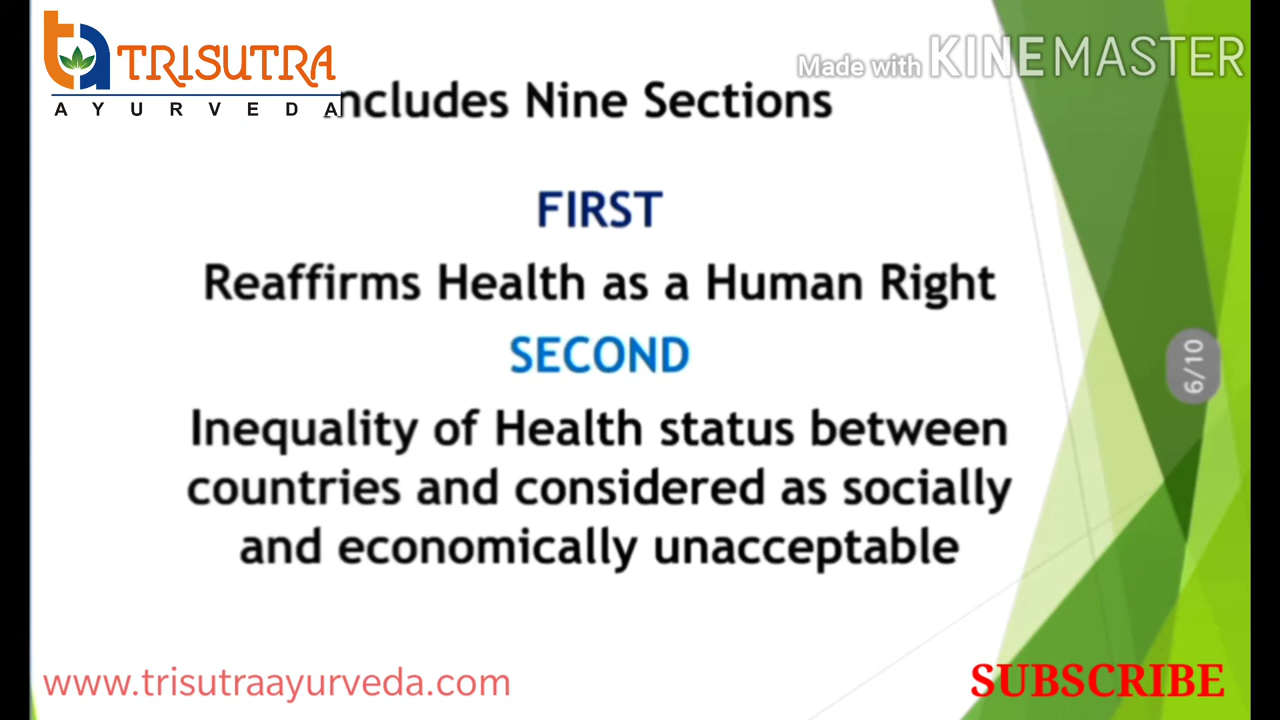 TRISUTRA
AYURVEDA
Made with KINEMASTER
ncludes Nine Sections
FIRST
Reaffirms Health as a Human Right
SECOND
Inequality of Health status between
countries and considered as socially
and economically unacceptable
6/10
www.trisutraayurveda.com
SUBSCRIBE